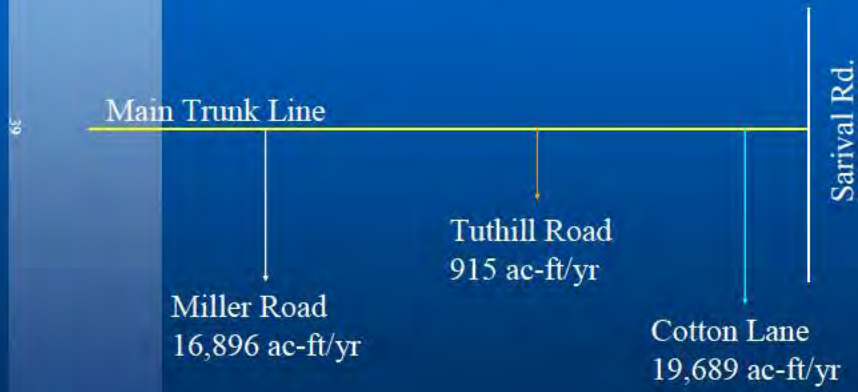 Main Trunk Line
39
Sarival Rd.
Tuthill Road
915 ac-ft/yr
Miller Road
16,896 ac-ft/yr
Cotton Lane
19,689 ac-ft/yr